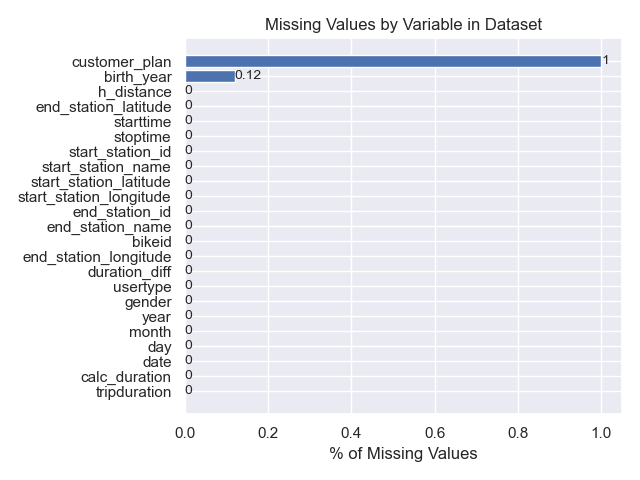 Missing Values by Variable in Dataset
customer_plan 1
birth_year 0.12
h_distance 0
end_station_latitude 0
starttime 0
stoptime 0
start_station_id 0
start_station_name 0
start_station_latitude 0
start_station_longitude 0
end_station_id 0
end_station_name 0
bikeid 0
end_station_longitude 0
duration_diff 0
usertype 0
gender 0
year 0
month 0
day 0
date 0
calc_duration 0
tripduration 0
0.0 0.2 0.4 0.6 0.8 1.0
% of Missing Values